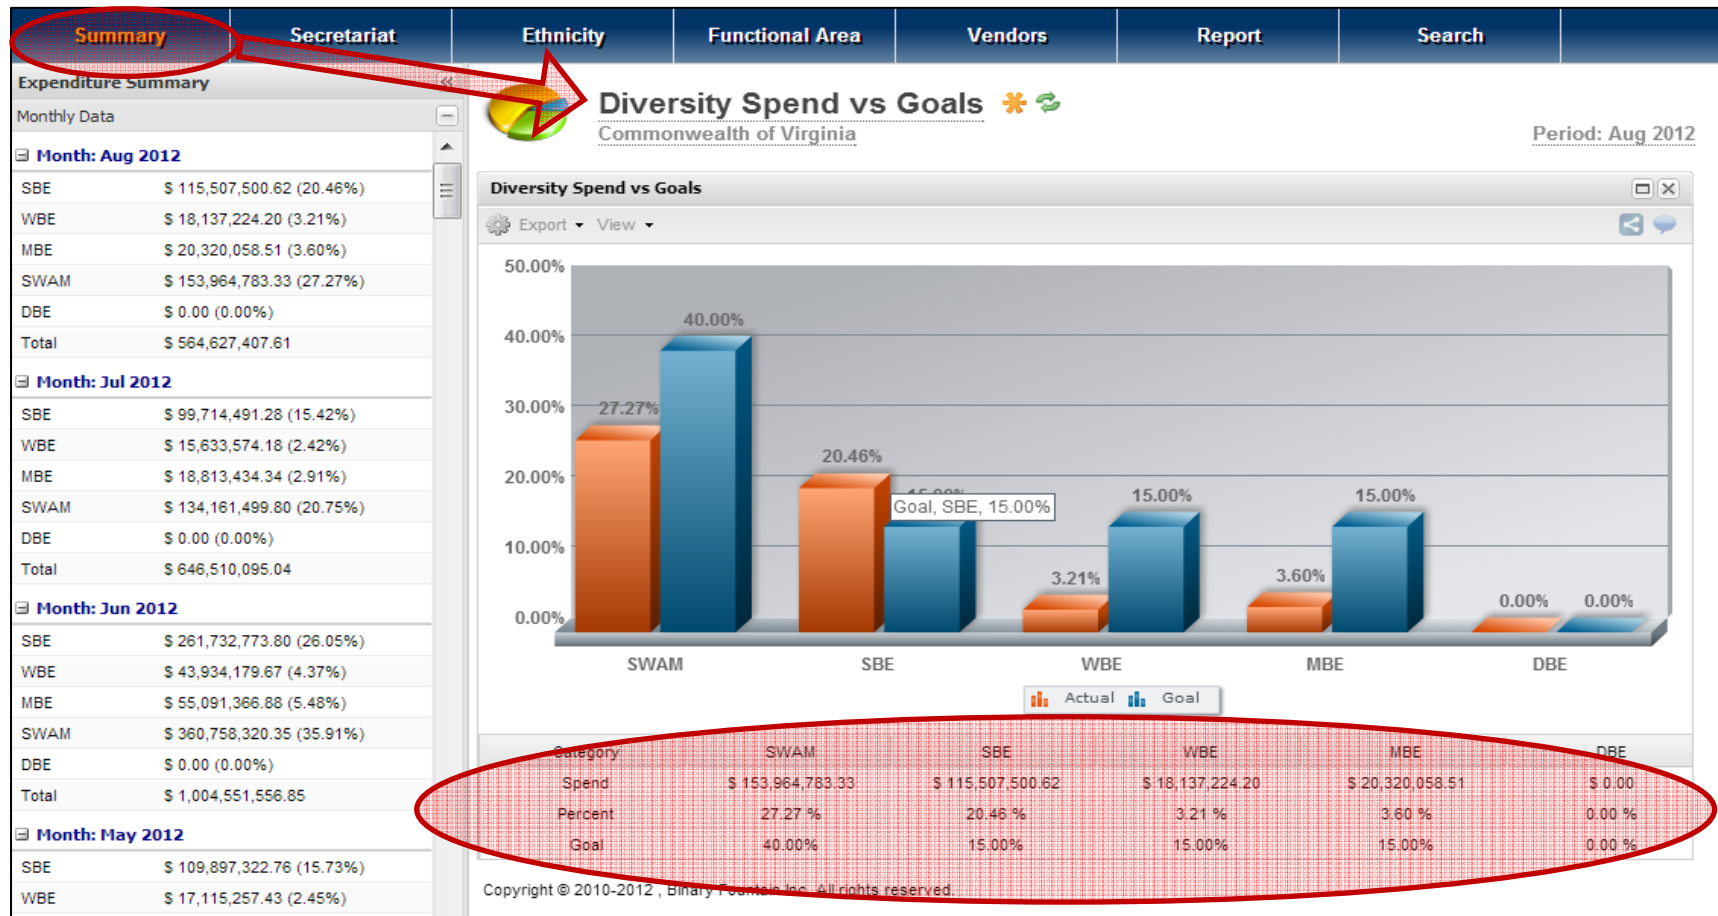 Summary Secretariat Ethnicity Functional Area Vendors Report Search
Expenditure Summary
Monthly Data
Month: Aug 2012
SBE $ 115,507,500.62 (20.46%)
WBE $ 18,137,224.20 (3.21%)
MBE $ 20,320,058.51 (3.60%)
SWAM $ 153,964,783.33 (27.27%)
DBE $ 0.00 (0.00%)
Total $ 564,627,407.61
Month: Jul 2012
SBE $ 99,714,491.28 (15.42%)
WBE $ 15,633,574.18 (2.42%)
MBE $ 18,813,434.34 (2.91%)
SWAM $ 134,161,499.80 (20.75%)
DBE $ 0.00 (0.00%)
Total $ 646,510,095.04
Month: Jun 2012
SBE $ 261,732,773.80 (26.05%)
WBE $ 43,934,179.67 (4.37%)
MBE $ 55,091,366.88 (5.48%)
SWAM $ 360,758,320.35 (35.91%)
DBE $ 0.00 (0.00%)
Total $ 1,004,551,556.85
Month: May 2012
SBE $ 109,897,322.76 (15.73%)
WBE $ 17,115,257.43 (2.45%)
Diversity Spend vs Goals
Commonwealth of Virginia
Period: Aug 2012
Diversity Spend vs Goals
Export View
50.00%
40.00%
30.00%
20.00%
10.00%
0.00%
27.27% 40.00%
20.46% 15.00%
Goal, SBE, 15.00%
3.21% 15.00%
3.60% 15.00%
0.00% 0.00%
SWAM SBE WBE MBE DBE
Actual Goal
Category SWAM SBE WBE MBE DBE
Spend $ 153,964,783.33 $ 115,507,500.62 $ 18,137,224.20 $ 20,320,058.51 $ 0.00
Percent 27.27 % 20.46 % 3.21 % 3.60 % 0.00 %
Goal 40.00% 15.00% 15.00% 15.00% 0.00 %
Copyright © 2010-2012 , Binary Fountain Inc. All rights reserved.